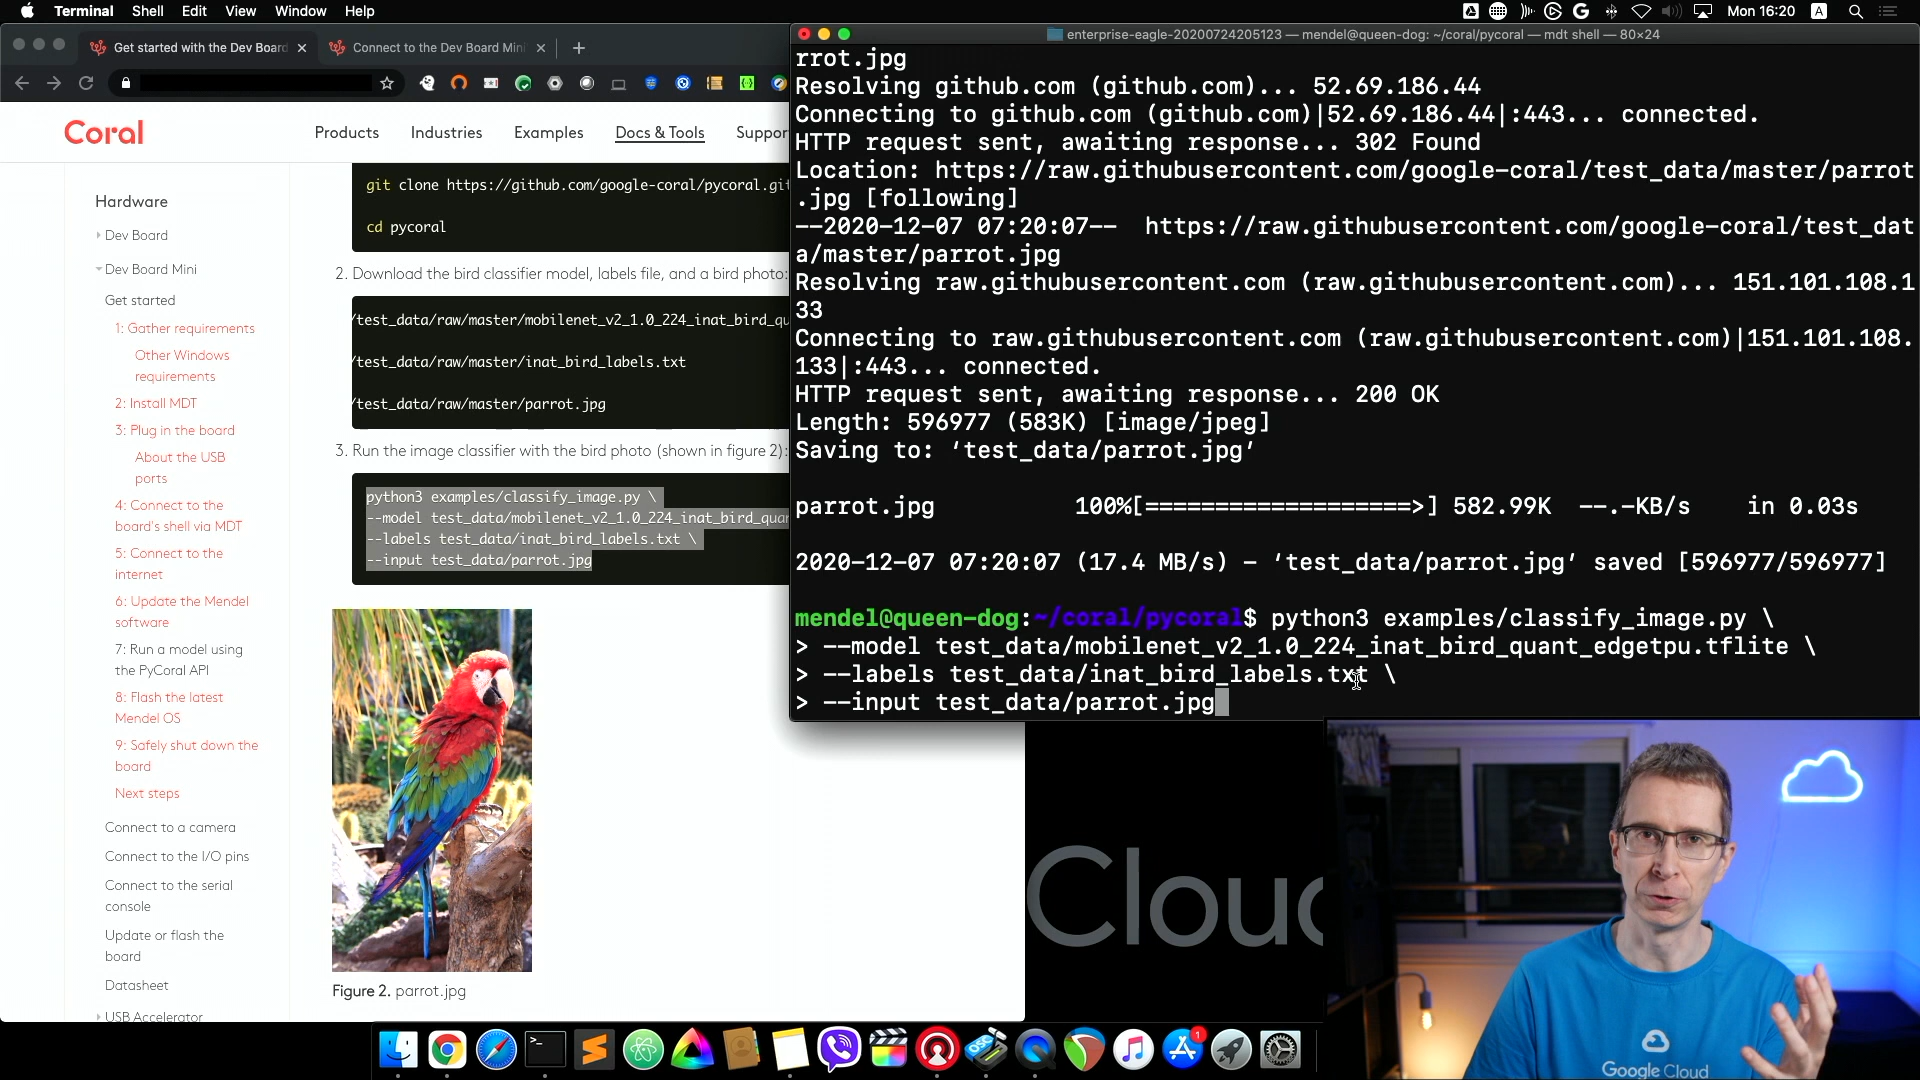 Terminal Shell Edit View Window Help
Mon 16:20 A
Get started with the Dev Board
Connect to the Dev Board Mini
Coral
Products Industries Examples Docs & Tools Suppor
Hardware
Dev Board
Dev Board Mini
Get started
1: Gather requirements
Other Windows
requirements
2: Install MDT
3: Plug in the board
About the USB
ports
4: Connect to the
board's shell via MDT
5: Connect to the
internet
6: Update the Mendel
software
7: Run a model using
the PyCoral API
8: Flash the latest
Mendel OS
9: Safely shut down the
board
Next steps
Connect to a camera
Connect to the I/O pins
Connect to the serial
console
Update or flash the
board
Datasheet
USB Accelerator
git clone https://github.com/google-coral/pycoral.git
cd pycoral
2. Download the bird classifier model, labels file, and a bird photo:
/test_data/raw/master/mobilenet_v2_1.0_224_inat_bird_qu
/test_data/raw/master/inat_bird_labels.txt
/test_data/raw/master/parrot.jpg
3. Run the image classifier with the bird photo (shown in figure 2):
python3 examples/classify_image.py \
--model test_data/mobilenet_v2_1.0_224_inat_bird_quan
--labels test_data/inat_bird_labels.txt \
--input test_data/parrot.jpg
Figure 2. parrot.jpg
enterprise-eagle-20200724205123 — mendel@queen-dog: ~/coral/pycoral — mdt shell — 80×24
rrot.jpg
Resolving github.com (github.com)... 52.69.186.44
Connecting to github.com (github.com)|52.69.186.44|:443... connected.
HTTP request sent, awaiting response... 302 Found
Location: https://raw.githubusercontent.com/google-coral/test_data/master/parrot
.jpg [following]
--2020-12-07 07:20:07-- https://raw.githubusercontent.com/google-coral/test_dat
a/master/parrot.jpg
Resolving raw.githubusercontent.com (raw.githubusercontent.com)... 151.101.108.1
33
Connecting to raw.githubusercontent.com (raw.githubusercontent.com)|151.101.108.
133|:443... connected.
HTTP request sent, awaiting response... 200 OK
Length: 596977 (583K) [image/jpeg]
Saving to: ‘test_data/parrot.jpg’
parrot.jpg 100%[===================>] 582.99K --.-KB/s in 0.03s
2020-12-07 07:20:07 (17.4 MB/s) - ‘test_data/parrot.jpg’ saved [596977/596977]
mendel@queen-dog:~/coral/pycoral$ python3 examples/classify_image.py \
> --model test_data/mobilenet_v2_1.0_224_inat_bird_quant_edgetpu.tflite \
> --labels test_data/inat_bird_labels.txt \
> --input test_data/parrot.jpg
Clou
Google Cloud
OSC
1